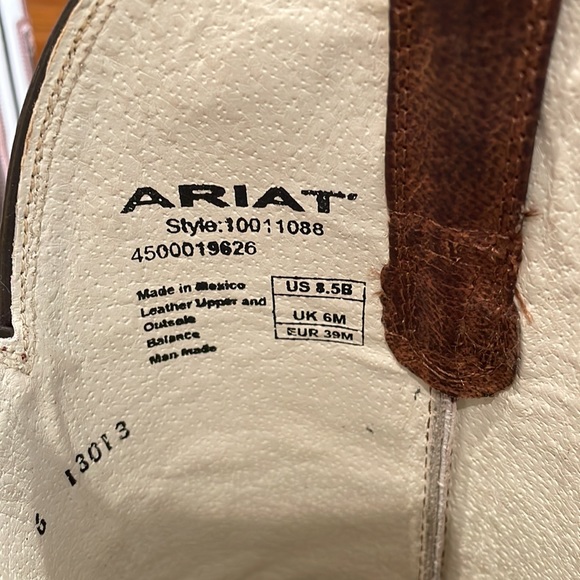 ARIAT
Style:10011088
4500019626
Made in Mexico
Leather Upper and
Outsole
Balance
Man made
US 8.5B
UK 6M
EUR 39M
13013